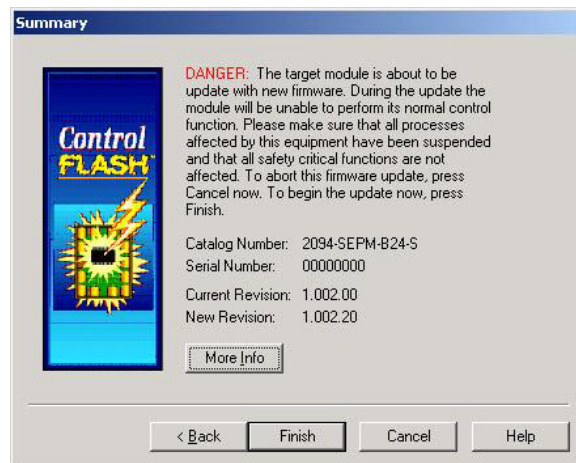 Summary
Control
FLASH
DANGER: The target module is about to be
update with new firmware. During the update the
module will be unable to perform its normal control
function. Please make sure that all processes
affected by this equipment have been suspended
and that all safety critical functions are not
affected. To abort this firmware update, press
Cancel now. To begin the update now, press
Finish.
Catalog Number: 2094-SEPM-B24-S
Serial Number: 00000000
Current Revision: 1.002.00
New Revision: 1.002.20
More Info
< Back Finish Cancel Help